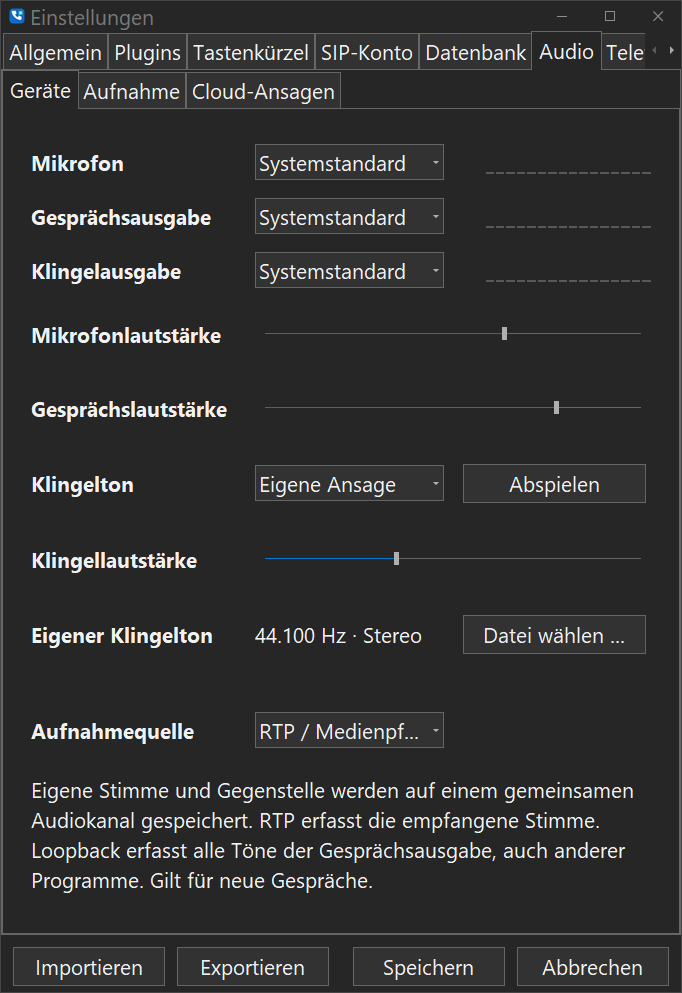 Einstellungen
Allgemein Plugins Tastenkürzel SIP-Konto Datenbank Audio Tele
Geräte Aufnahme Cloud-Ansagen
Mikrofon Systemstandard
Gesprächsausgabe Systemstandard
Klingelausgabe Systemstandard
Mikrofonlautstärke
Gesprächslautstärke
Klingelton Eigene Ansage Abspielen
Klingellautstärke
Eigener Klingelton 44.100 Hz · Stereo Datei wählen ...
Aufnahmequelle RTP / Medienpf...
Eigene Stimme und Gegenstelle werden auf einem gemeinsamen
Audiokanal gespeichert. RTP erfasst die empfangene Stimme.
Loopback erfasst alle Töne der Gesprächsausgabe, auch anderer
Programme. Gilt für neue Gespräche.
Importieren Exportieren Speichern Abbrechen